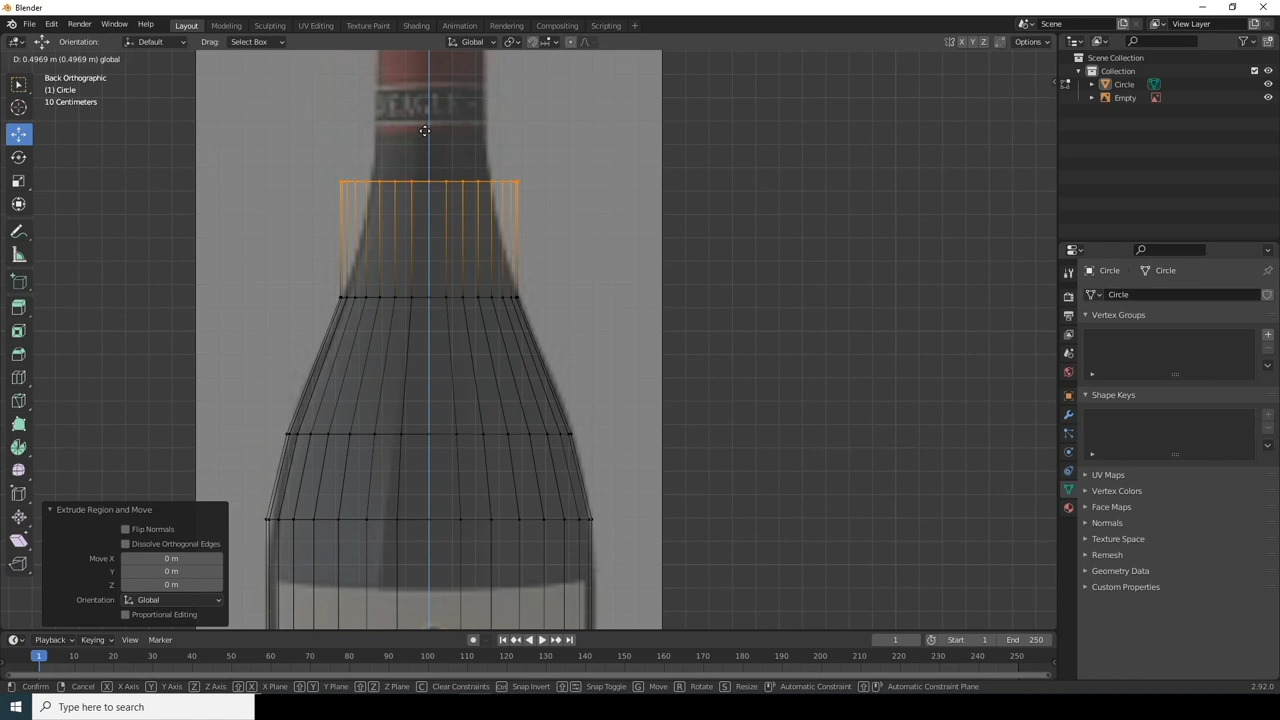 Blender
File Edit Render Window Help Layout Modeling Sculpting UV Editing Texture Paint Shading Animation Rendering Compositing Scripting + Scene View Layer
Orientation: Default Drag: Select Box Global X Y Z Options
D: 0.4969 m (0.4969 m) global
Back Orthographic
(1) Circle
10 Centimeters
Scene Collection
Collection
Circle
Empty
Circle Circle
Circle
Vertex Groups
Shape Keys
UV Maps
Vertex Colors
Face Maps
Normals
Texture Space
Remesh
Geometry Data
Custom Properties
Extrude Region and Move
Flip Normals
Dissolve Orthogonal Edges
Move X 0 m
Y 0 m
Z 0 m
Orientation Global
Proportional Editing
Playback Keying View Marker 1 Start 1 End 250
1 10 20 30 40 50 60 70 80 90 100 110 120 130 140 150 160 170 180 190 200 210 220 230 240 250
Confirm Cancel X X Axis Y Y Axis Z Z Axis X X Plane Y Y Plane Z Z Plane C Clear Constraints Ctrl Snap Invert Snap Toggle G Move R Rotate S Resize Automatic Constraint Automatic Constraint Plane 2.92.0
Type here to search